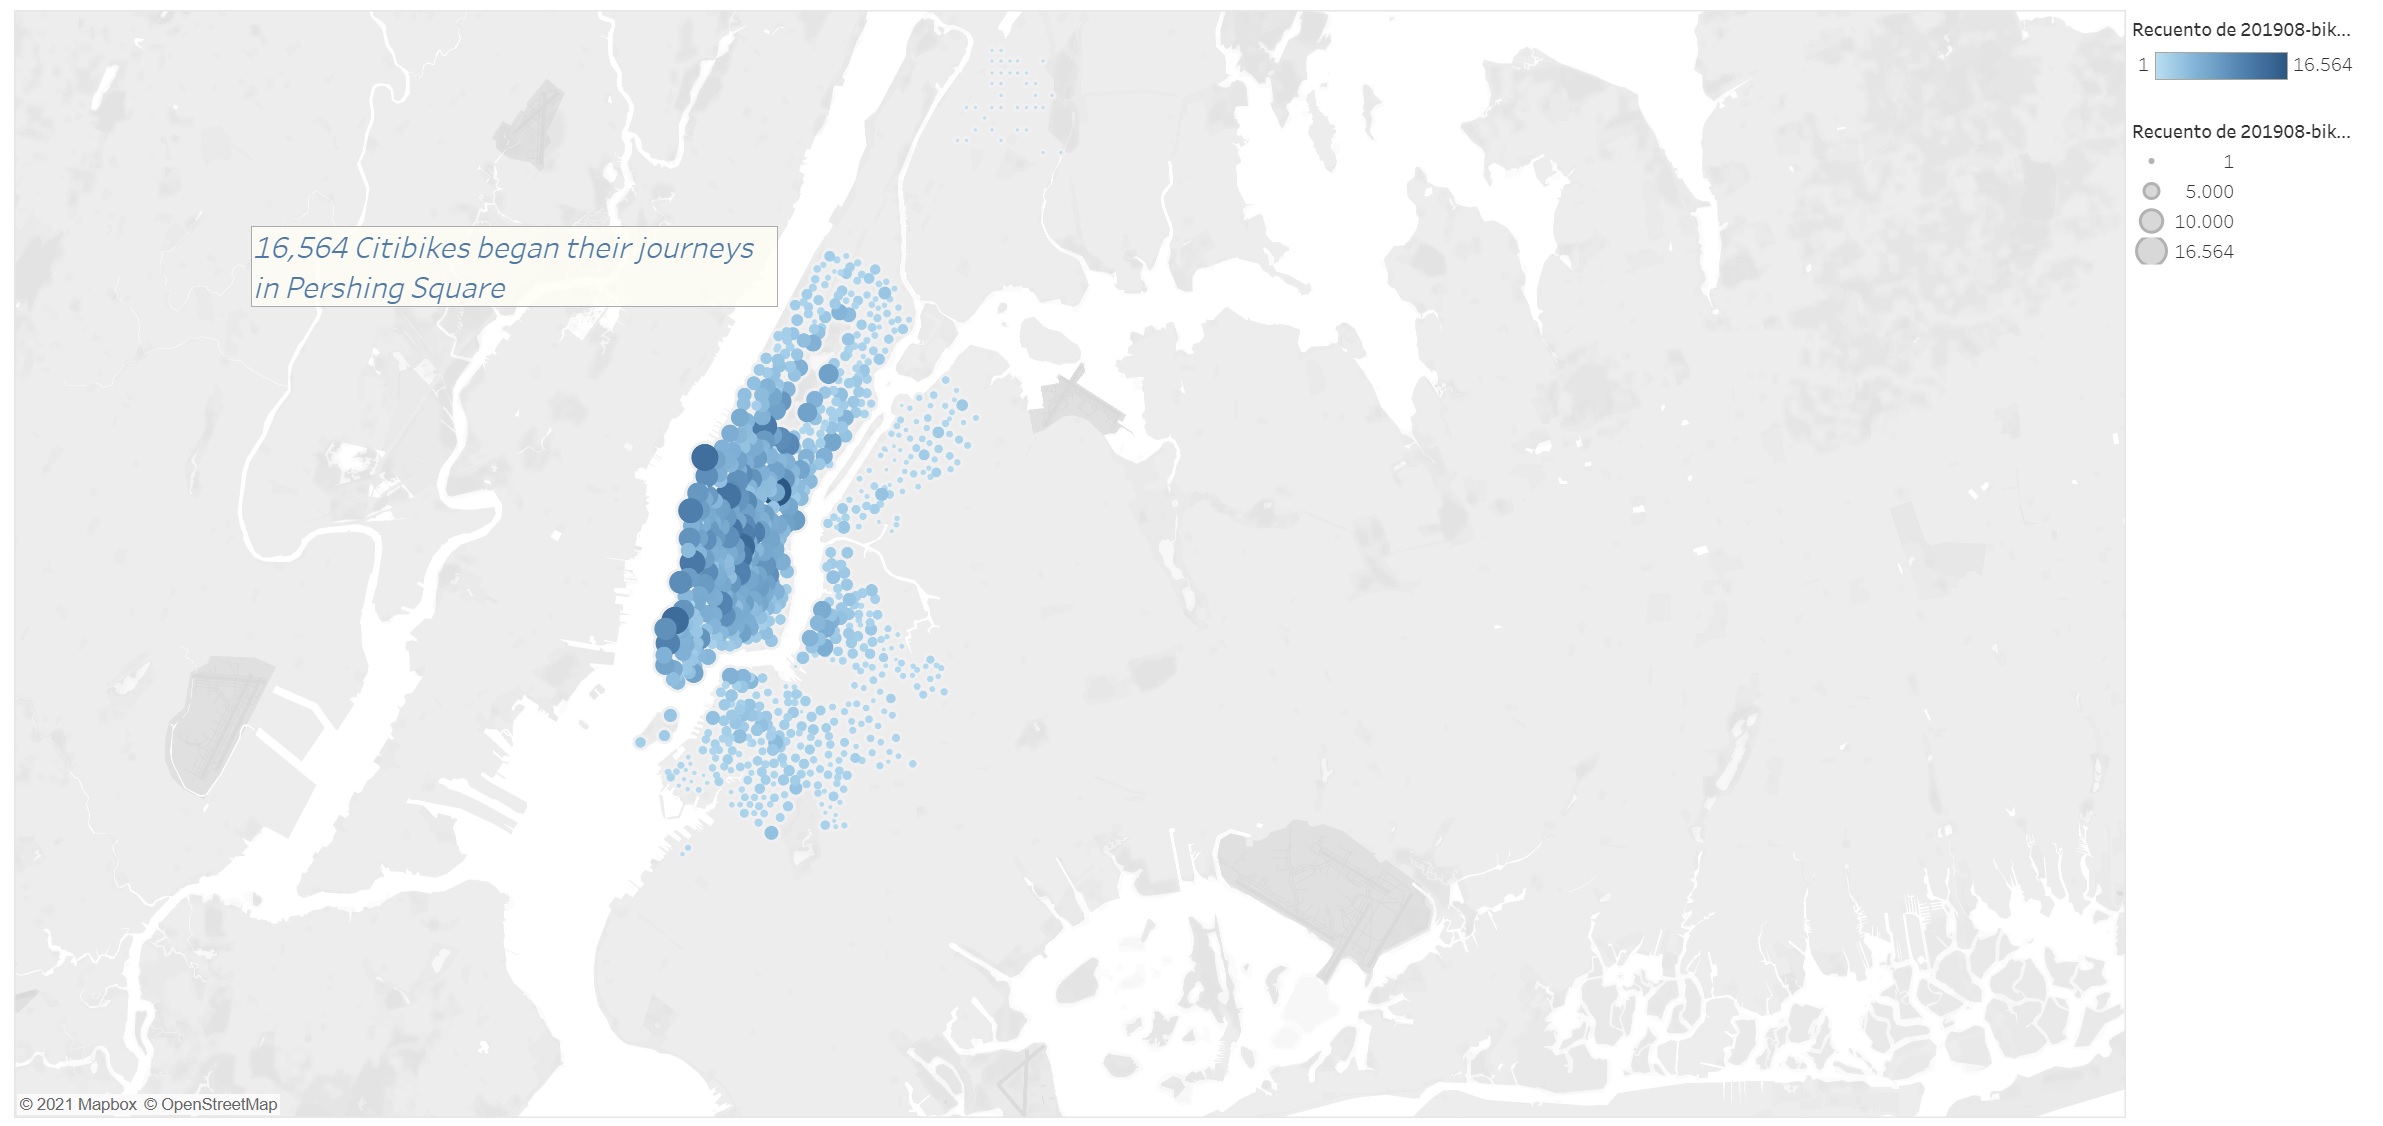 16,564 Citibikes began their journeys
in Pershing Square
Recuento de 201908-bik...
1 16.564
Recuento de 201908-bik...
1
5.000
10.000
16.564
© 2021 Mapbox © OpenStreetMap